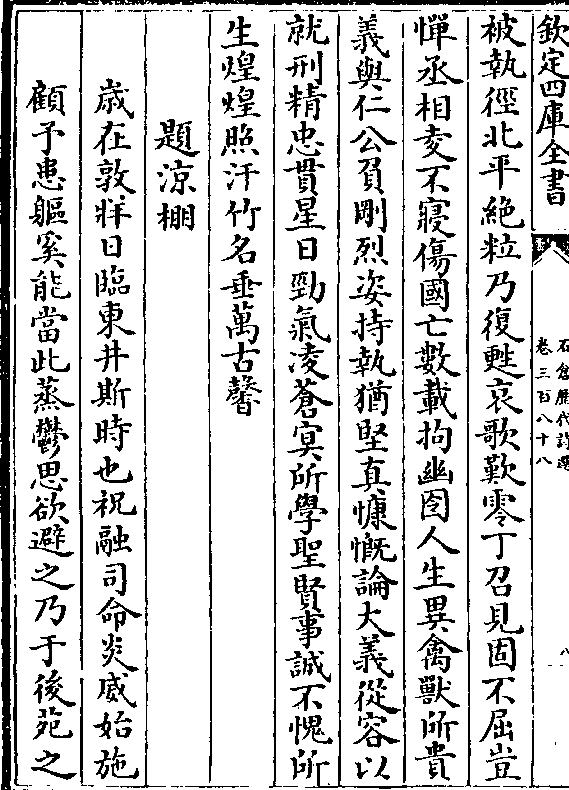 欽定四庫全書
石倉歴代詩選
卷三百八十八
八
被執徑北平絶粒乃復甦哀歌歎零丁召見固不屈豈
憚丞相嗔不寢傷國亡數載拘幽囹人生異禽獸所貴
義與仁公負剛烈姿持執猶堅真慷慨論大義從容以
就刑精忠貫星日勁氣凌蒼冥所學聖賢事誠不愧所
生煌煌照汗竹名垂萬古馨
題涼棚
歳在敦牂日臨東井斯時也祝融司命炎威始施
顧予患軀奚能當此蒸鬱思欲避之乃于後苑之